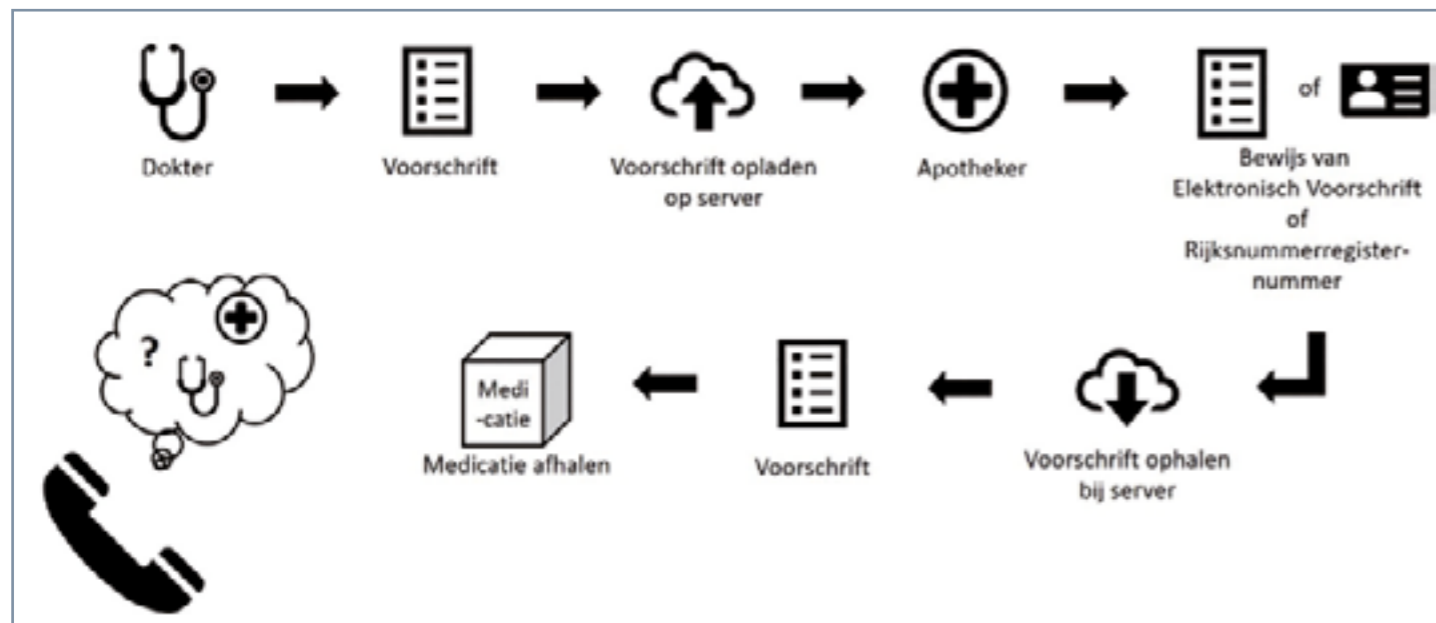 Dokter
Voorschrift
Voorschrift opladen
op server
Apotheker
of
Bewijs van
Elektronisch Voorschrift
of
Rijksnummerregister-
nummer
?
Medi
-catie
Medicatie afhalen
Voorschrift
Voorschrift ophalen
bij server